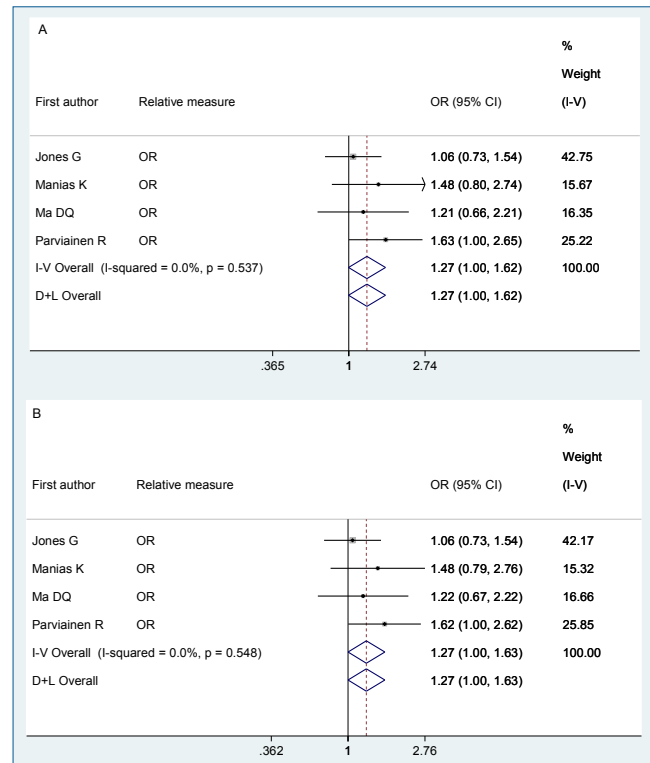 A
%
Weight
First author Relative measure OR (95% CI) (I-V)
Jones G OR 1.06 (0.73, 1.54) 42.75
Manias K OR 1.48 (0.80, 2.74) 15.67
Ma DQ OR 1.21 (0.66, 2.21) 16.35
Parviainen R OR 1.63 (1.00, 2.65) 25.22
I-V Overall (I-squared = 0.0%, p = 0.537) 1.27 (1.00, 1.62) 100.00
D+L Overall 1.27 (1.00, 1.62)
.365 1 2.74
B
%
Weight
First author Relative measure OR (95% CI) (I-V)
Jones G OR 1.06 (0.73, 1.54) 42.17
Manias K OR 1.48 (0.79, 2.76) 15.32
Ma DQ OR 1.22 (0.67, 2.22) 16.66
Parviainen R OR 1.62 (1.00, 2.62) 25.85
I-V Overall (I-squared = 0.0%, p = 0.548) 1.27 (1.00, 1.63) 100.00
D+L Overall 1.27 (1.00, 1.63)
.362 1 2.76